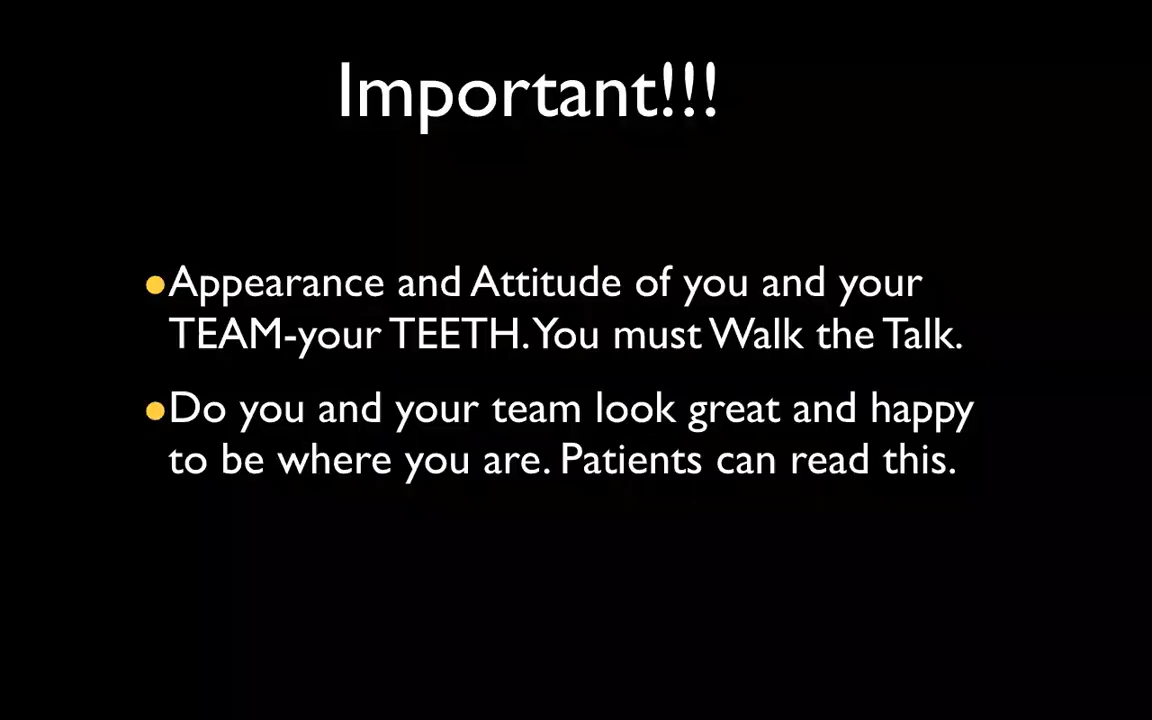 Important!!!
●Appearance and Attitude of you and your
TEAM-your TEETH. You must Walk the Talk.
●Do you and your team look great and happy
to be where you are. Patients can read this.